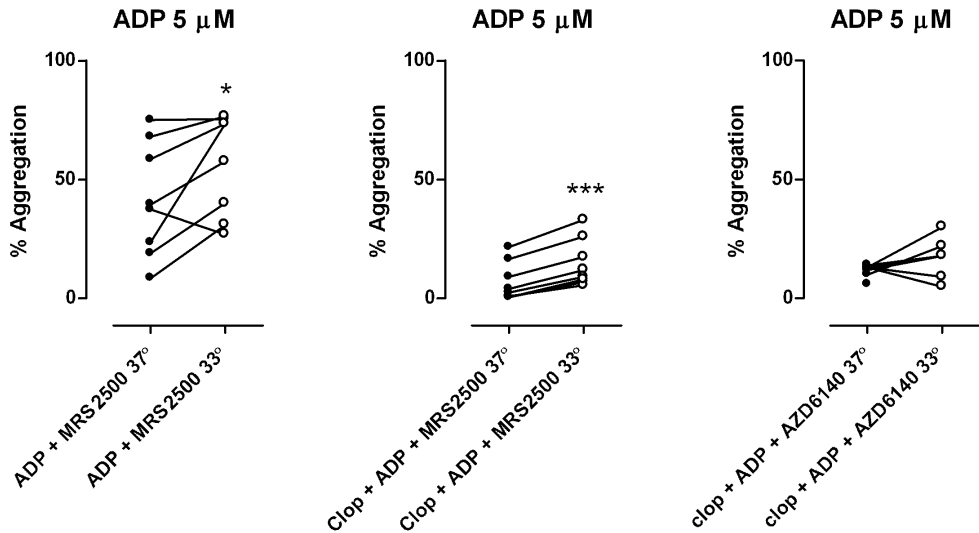 ADP 5 μM
% Aggregation
100
50
0
*
ADP + MRS2500 37°
ADP + MRS2500 33°
ADP 5 μM
% Aggregation
100
50
0
***
Clop + ADP + MRS2500 37°
Clop + ADP + MRS2500 33°
ADP 5 μM
% Aggregation
100
50
0
clop + ADP + AZD6140 37°
clop + ADP + AZD6140 33°